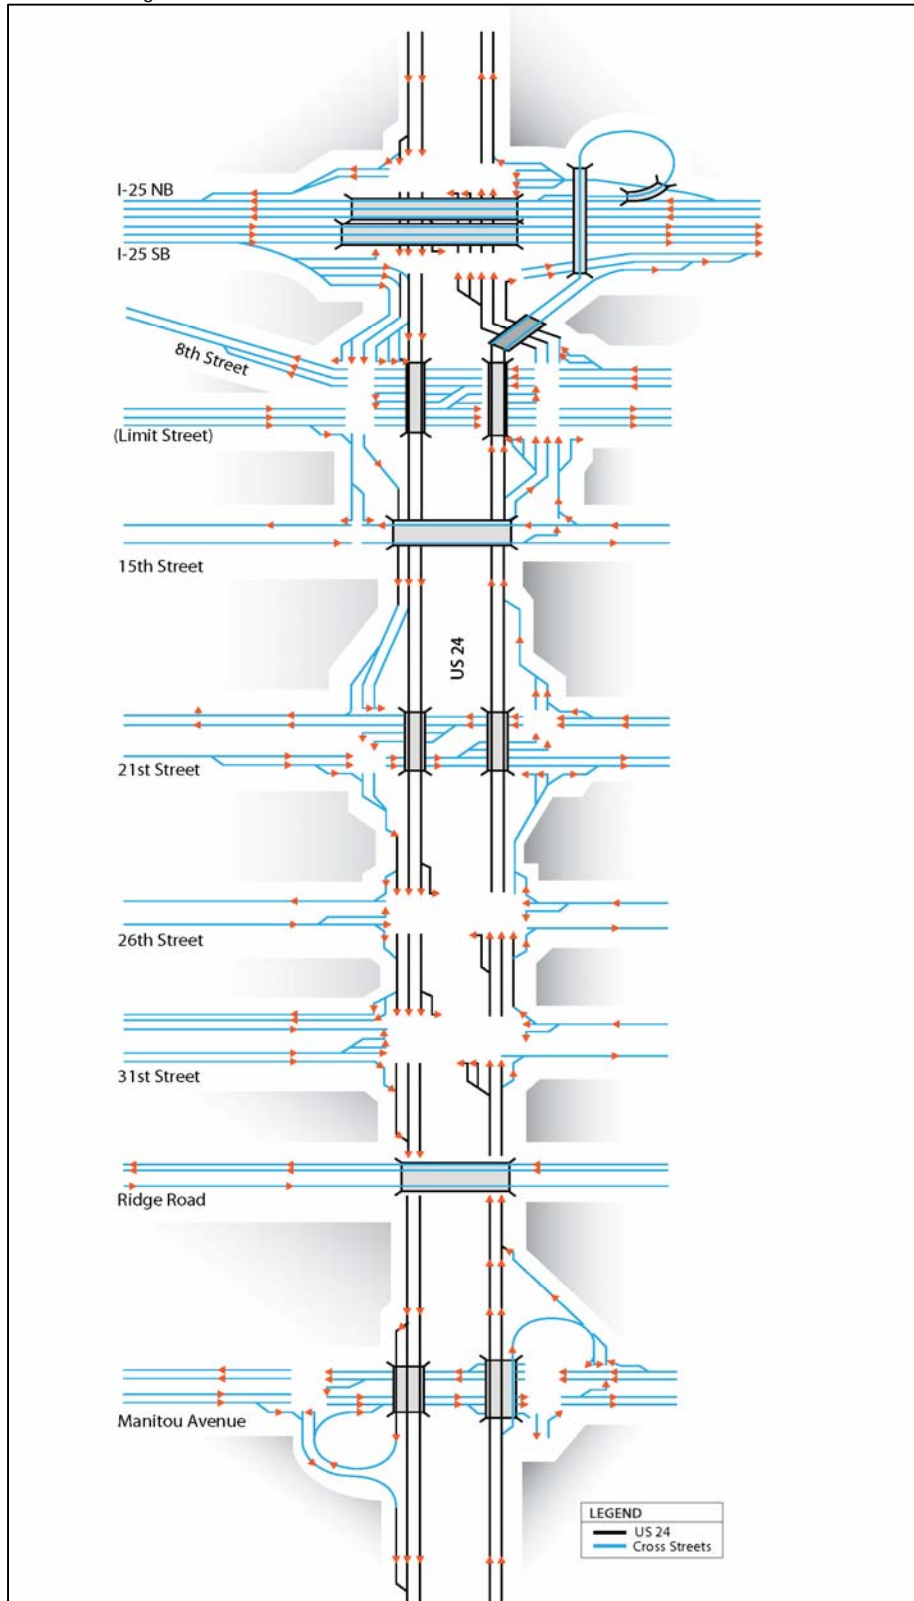 I-25 NB
I-25 SB
8th Street
(Limit Street)
15th Street
US 24
21st Street
26th Street
31st Street
Ridge Road
Manitou Avenue
LEGEND
US 24
Cross Streets